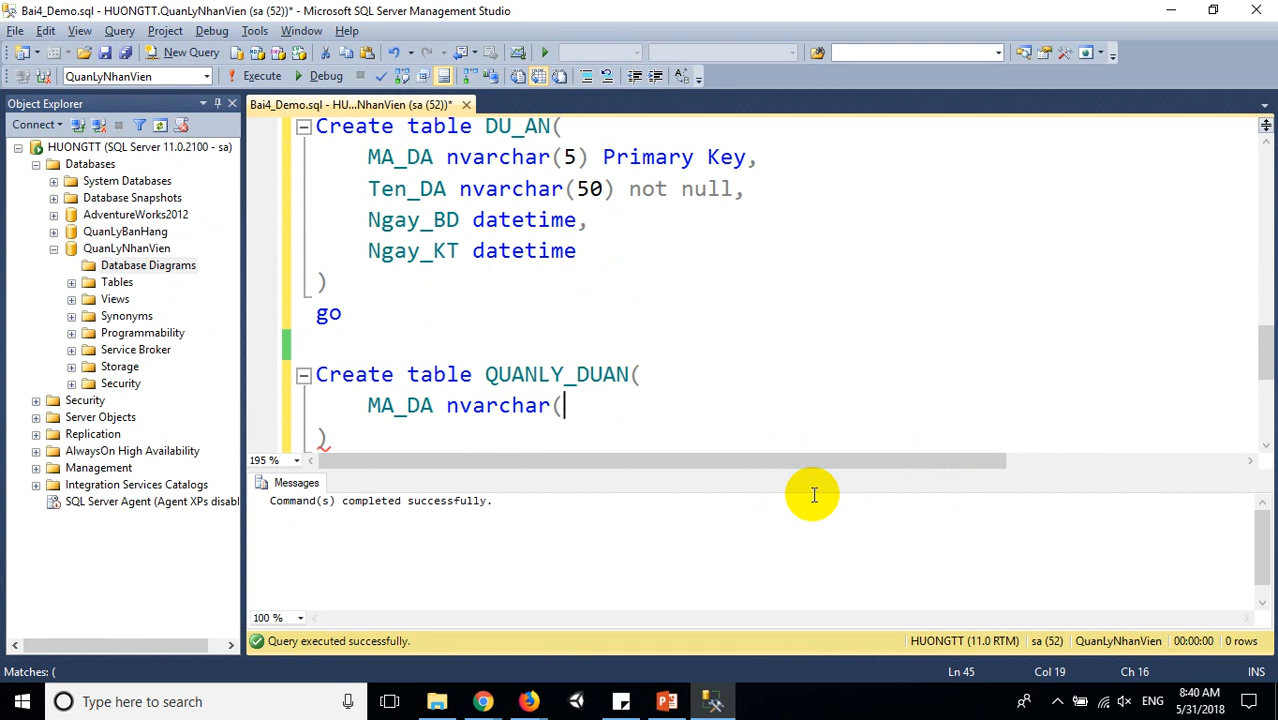 Bai4_Demo.sql - HUONGTT.QuanLyNhanVien (sa (52))* - Microsoft SQL Server Management Studio
File Edit View Query Project Debug Tools Window Help
New Query
QuanLyNhanVien Execute Debug
Object Explorer
Bai4_Demo.sql - HU...NhanVien (sa (52))*
Connect
HUONGTT (SQL Server 11.0.2100 - sa)
Databases
System Databases
Database Snapshots
AdventureWorks2012
QuanLyBanHang
QuanLyNhanVien
Database Diagrams
Tables
Views
Synonyms
Programmability
Service Broker
Storage
Security
Security
Server Objects
Replication
AlwaysOn High Availability
Management
Integration Services Catalogs
SQL Server Agent (Agent XPs disabl
Create table DU_AN(
MA_DA nvarchar(5) Primary Key,
Ten_DA nvarchar(50) not null,
Ngay_BD datetime,
Ngay_KT datetime
)
go
Create table QUANLY_DUAN(
MA_DA nvarchar(
)
195 %
Messages
Command(s) completed successfully.
100 %
Query executed successfully. HUONGTT (11.0 RTM) sa (52) QuanLyNhanVien 00:00:00 0 rows
Matches: ( Ln 45 Col 19 Ch 16 INS
Type here to search
ENG
8:40 AM
5/31/2018